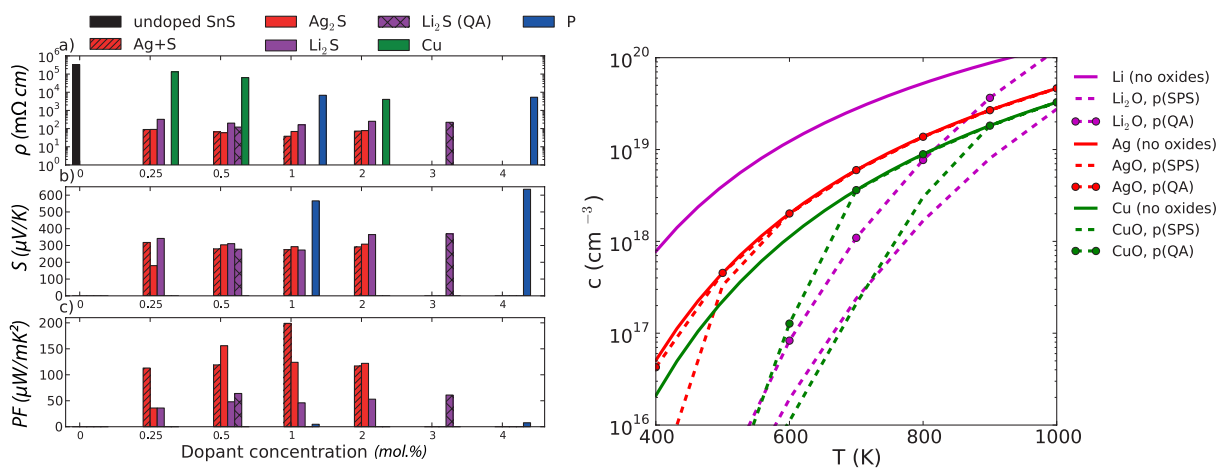 undoped SnS
Ag+S
Ag₂S
Li₂S
Li₂S (QA)
Cu
P
a)
ρ (mΩ cm)
10⁶
10⁵
10⁴
10³
10²
10¹
10⁰
0 0.25 0.5 1 2 3 4
b)
S (μV/K)
600
500
400
300
200
100
0
0 0.25 0.5 1 2 3 4
c)
PF (μW/mK²)
200
150
100
50
0
0 0.25 0.5 1 2 3 4
Dopant concentration (mol.%)
c (cm⁻³)
10²⁰
10¹⁹
10¹⁸
10¹⁷
10¹⁶
400 600 800 1000
T (K)
Li (no oxides)
Li₂O, p(SPS)
Li₂O, p(QA)
Ag (no oxides)
AgO, p(SPS)
AgO, p(QA)
Cu (no oxides)
CuO, p(SPS)
CuO, p(QA)